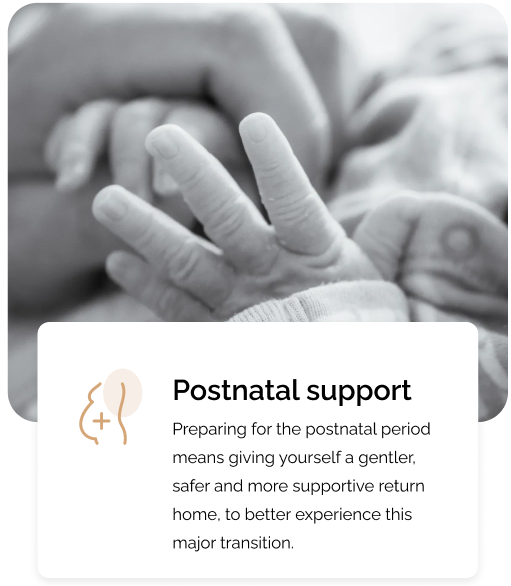 Postnatal support
Preparing for the postnatal period
means giving yourself a gentler,
safer and more supportive return
home, to better experience this
major transition.